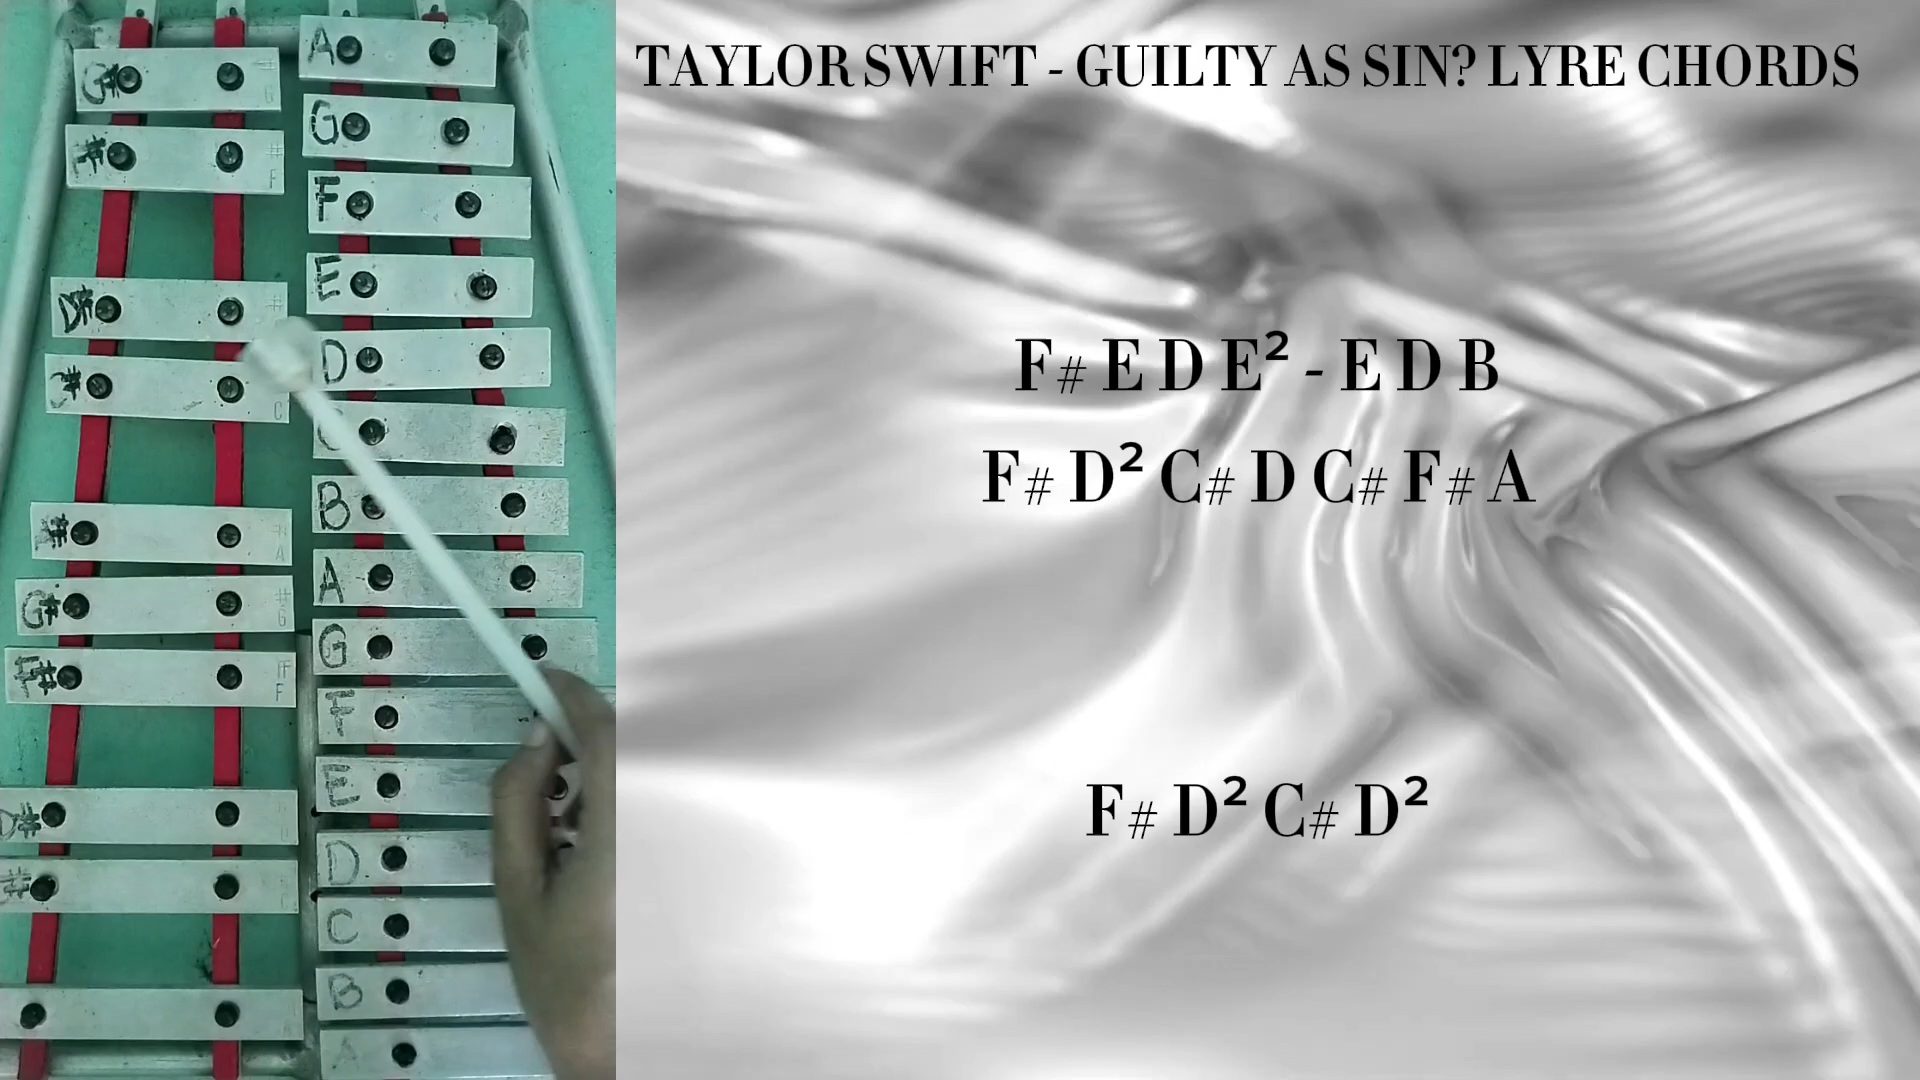 TAYLOR SWIFT - GUILTY AS SIN? LYRE CHORDS
F# E D E² - E D B
F# D² C# D C# F# A
F# D² C# D²
G#
F#
D#
C#
#
A
G#
G
F#
F
D#
#
A
G
F
E
D
C
B
A
G
F
E
D
C
B
A